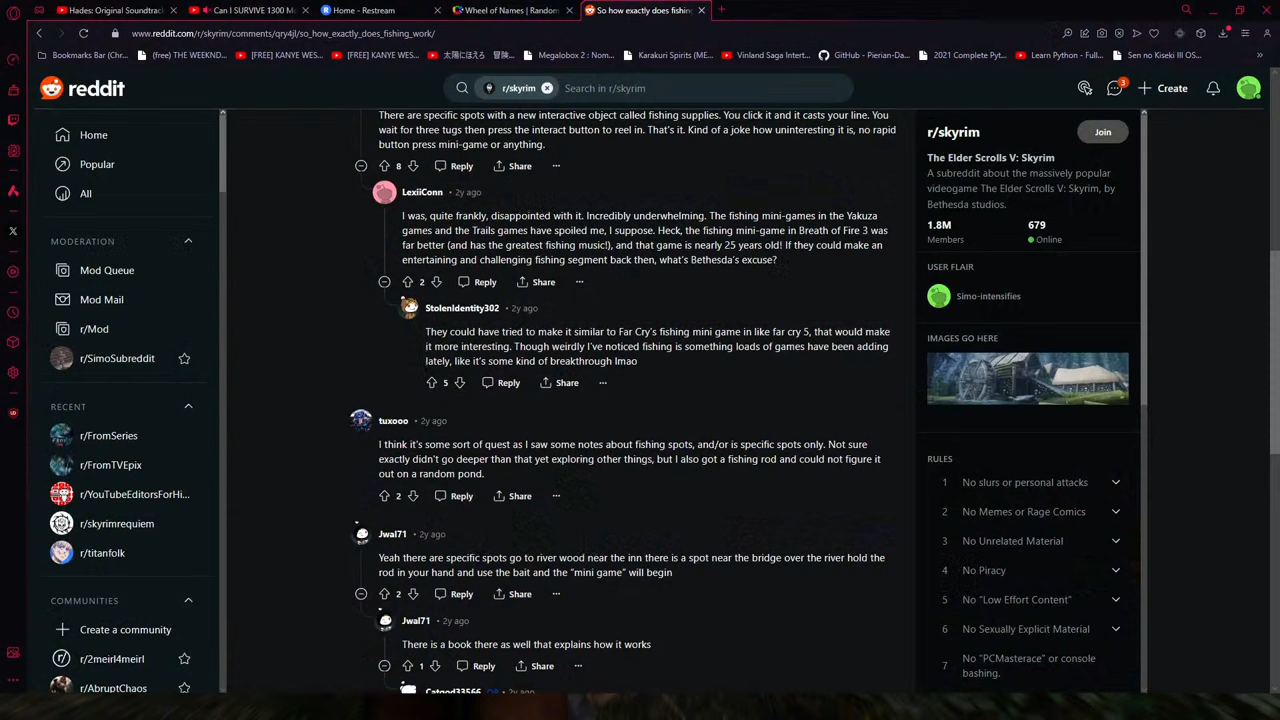 Hades: Original Soundtrack
Can I SURVIVE 1300 M
Home - Restream
Wheel of Names | Random
So how exactly does fishing
www.reddit.com/r/skyrim/comments/qry4jl/so_how_exactly_does_fishing_work/
Bookmarks Bar (Chr...
(free) THE WEEKND...
[FREE] KANYE WES...
[FREE] KANYE WES...
太陽にほえろ 冒険...
Megalobox 2 : Nom...
Karakuri Spirits (ME...
Vinland Saga Intert...
GitHub - Pierian-Da...
2021 Complete Pyt...
Learn Python - Full...
Sen no Kiseki III OS...
reddit
r/skyrim
Search in r/skyrim
3
Create
Home
Popular
All
MODERATION
Mod Queue
Mod Mail
r/Mod
r/SimoSubreddit
RECENT
r/FromSeries
r/FromTVEpix
r/YouTubeEditorsForHi...
r/skyrimrequiem
r/titanfolk
COMMUNITIES
Create a community
r/2meirl4meirl
r/AbruptChaos
There are specific spots with a new interactive object called fishing supplies. You click it and it casts your line. You
wait for three tugs then press the interact button to reel in. That's it. Kind of a joke how uninteresting it is, no rapid
button press mini-game or anything.
8 Reply Share
LexiiConn • 2y ago
I was, quite frankly, disappointed with it. Incredibly underwhelming. The fishing mini-games in the Yakuza
games and the Trails games have spoiled me, I suppose. Heck, the fishing mini-game in Breath of Fire 3 was
far better (and has the greatest fishing music!), and that game is nearly 25 years old! If they could make an
entertaining and challenging fishing segment back then, what's Bethesda's excuse?
2 Reply Share
StolenIdentity302 • 2y ago
They could have tried to make it similar to Far Cry's fishing mini game in like far cry 5, that would make
it more interesting. Though weirdly I've noticed fishing is something loads of games have been adding
lately, like it's some kind of breakthrough lmao
5 Reply Share
tuxooo • 2y ago
I think it's some sort of quest as I saw some notes about fishing spots, and/or is specific spots only. Not sure
exactly didn't go deeper than that yet exploring other things, but I also got a fishing rod and could not figure it
out on a random pond.
2 Reply Share
Jwal71 • 2y ago
Yeah there are specific spots go to river wood near the inn there is a spot near the bridge over the river hold the
rod in your hand and use the bait and the "mini game" will begin
2 Reply Share
Jwal71 • 2y ago
There is a book there as well that explains how it works
1 Reply Share
Catgod33566 OP • 2y ago
r/skyrim
Join
The Elder Scrolls V: Skyrim
A subreddit about the massively popular
videogame The Elder Scrolls V: Skyrim, by
Bethesda studios.
1.8M 679
Members Online
USER FLAIR
Simo-intensifies
IMAGES GO HERE
RULES
1 No slurs or personal attacks
2 No Memes or Rage Comics
3 No Unrelated Material
4 No Piracy
5 No "Low Effort Content"
6 No Sexually Explicit Material
7 No "PCMasterace" or console
bashing.